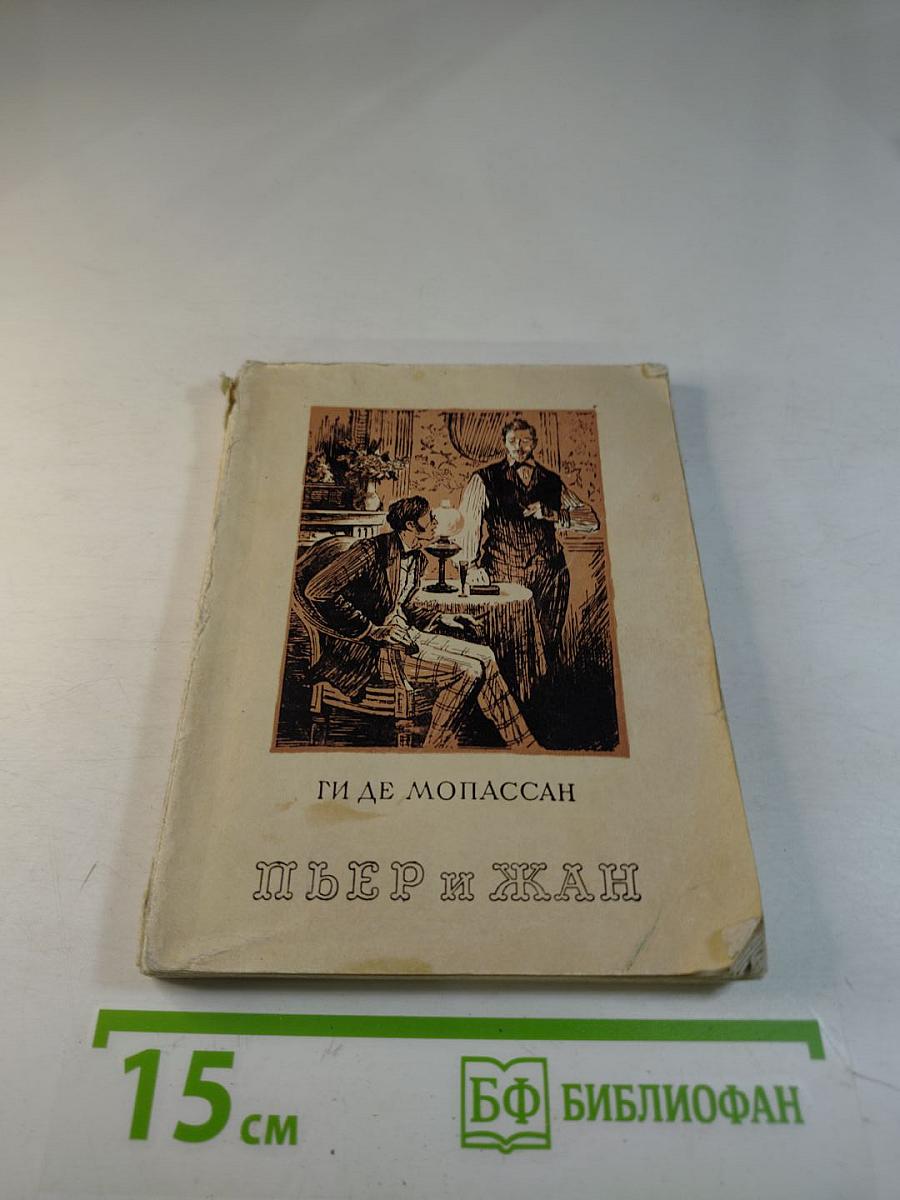 ГИ ДЕ МОПАССАН
ПЬЕР и ЖАН
15 см
БФ БИБЛИОФАН